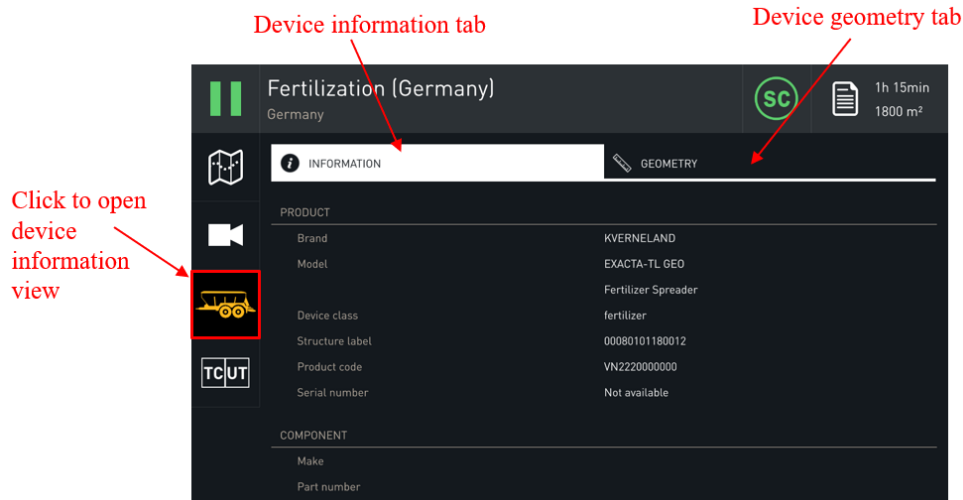 Device information tab
Device geometry tab
Fertilization (Germany)
Germany
SC
1h 15min
1800 m²
i INFORMATION
GEOMETRY
Click to open
device
information
view
PRODUCT
Brand KVERNELAND
Model EXACTA-TL GEO
Fertilizer Spreader
Device class fertilizer
Structure label 00080101180012
Product code VN2220000000
Serial number Not available
TC UT
COMPONENT
Make
Part number